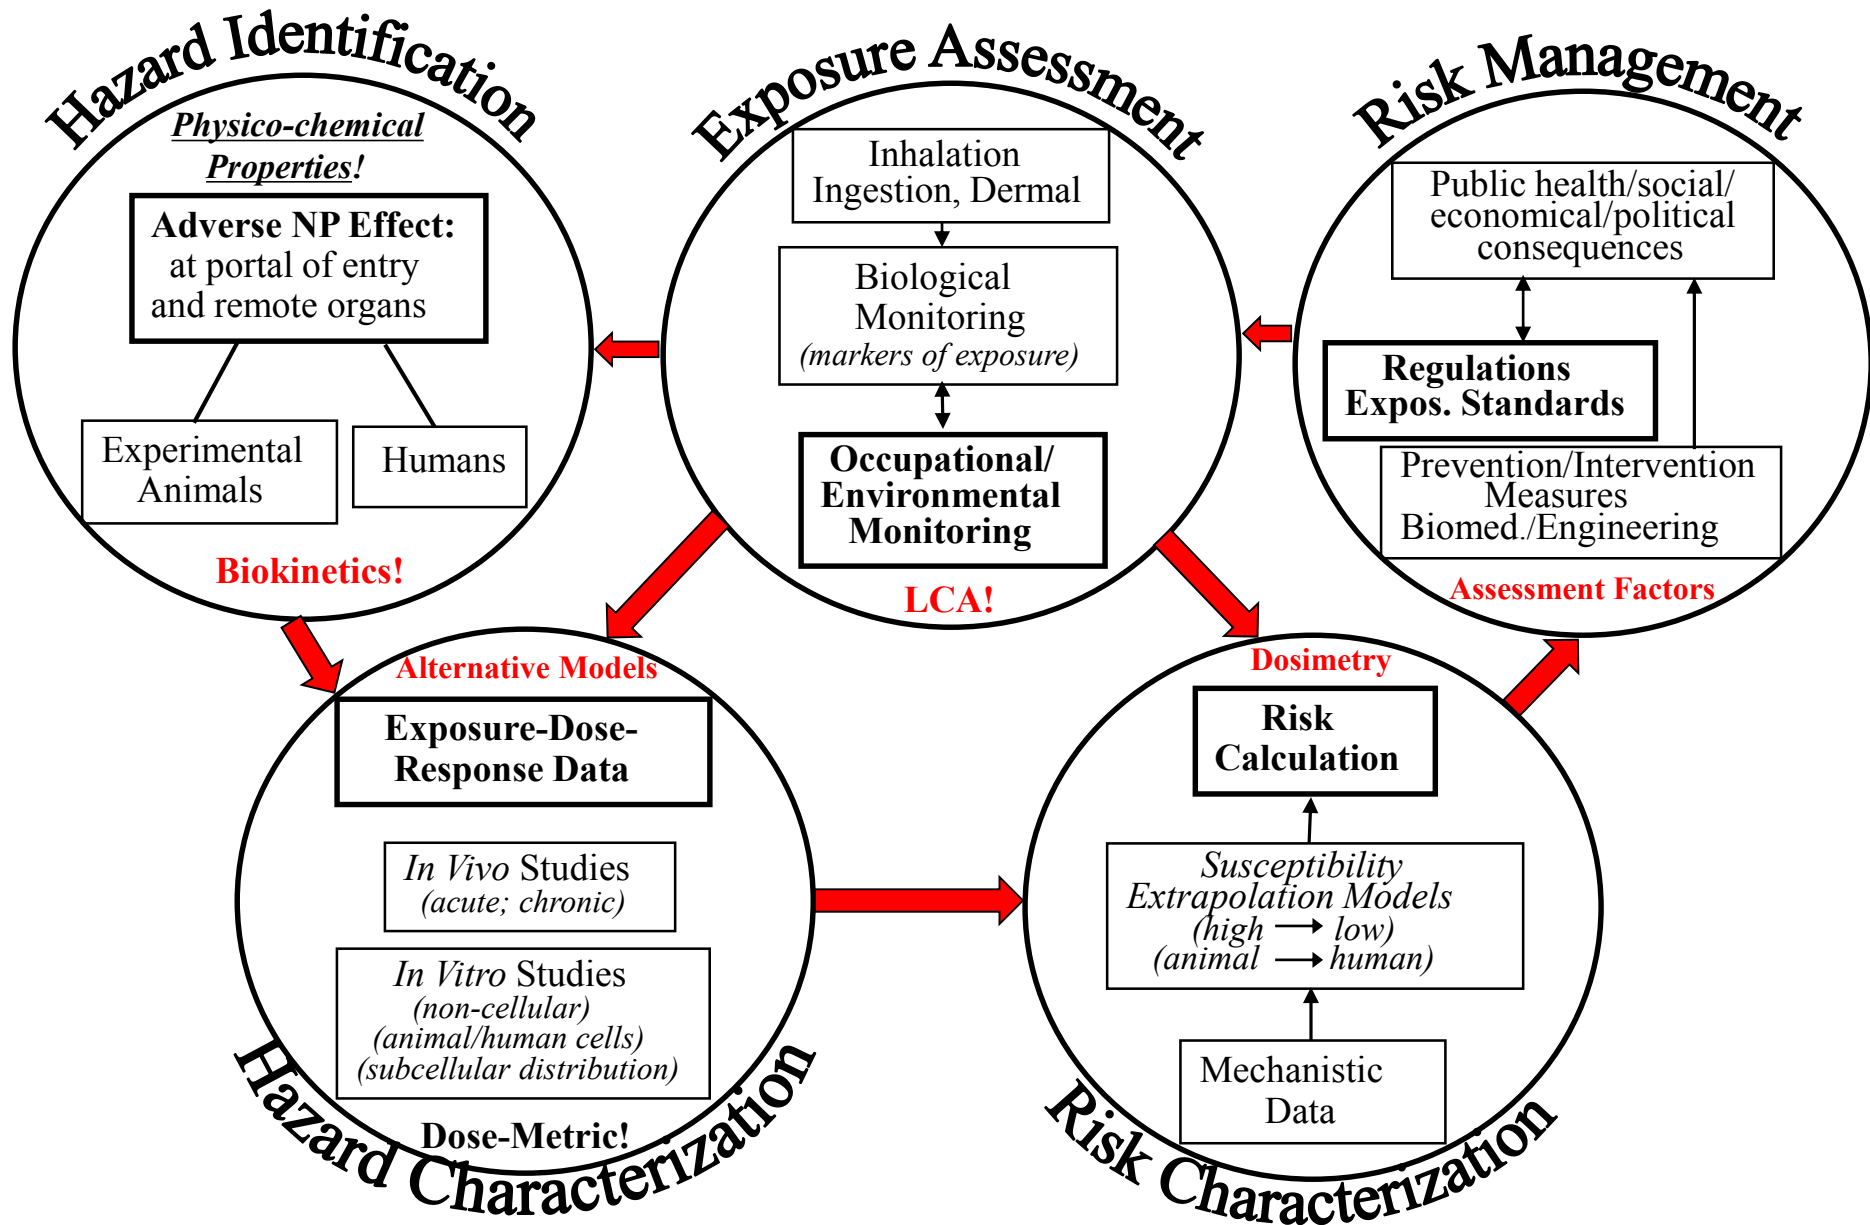 Hazard Identification
Physico-chemical
Properties!
Adverse NP Effect:
at portal of entry
and remote organs
Experimental
Animals
Humans
Biokinetics!
Exposure Assessment
Inhalation
Ingestion, Dermal
Biological
Monitoring
(markers of exposure)
Occupational/
Environmental
Monitoring
LCA!
Risk Management
Public health/social/
economical/political
consequences
Regulations
Expos. Standards
Prevention/Intervention
Measures
Biomed./Engineering
Assessment Factors
Alternative Models
Exposure-Dose-
Response Data
In Vivo Studies
(acute; chronic)
In Vitro Studies
(non-cellular)
(animal/human cells)
(subcellular distribution)
Dose-Metric!
Hazard Characterization
Dosimetry
Risk
Calculation
Susceptibility
Extrapolation Models
(high → low)
(animal → human)
Mechanistic
Data
Risk Characterization